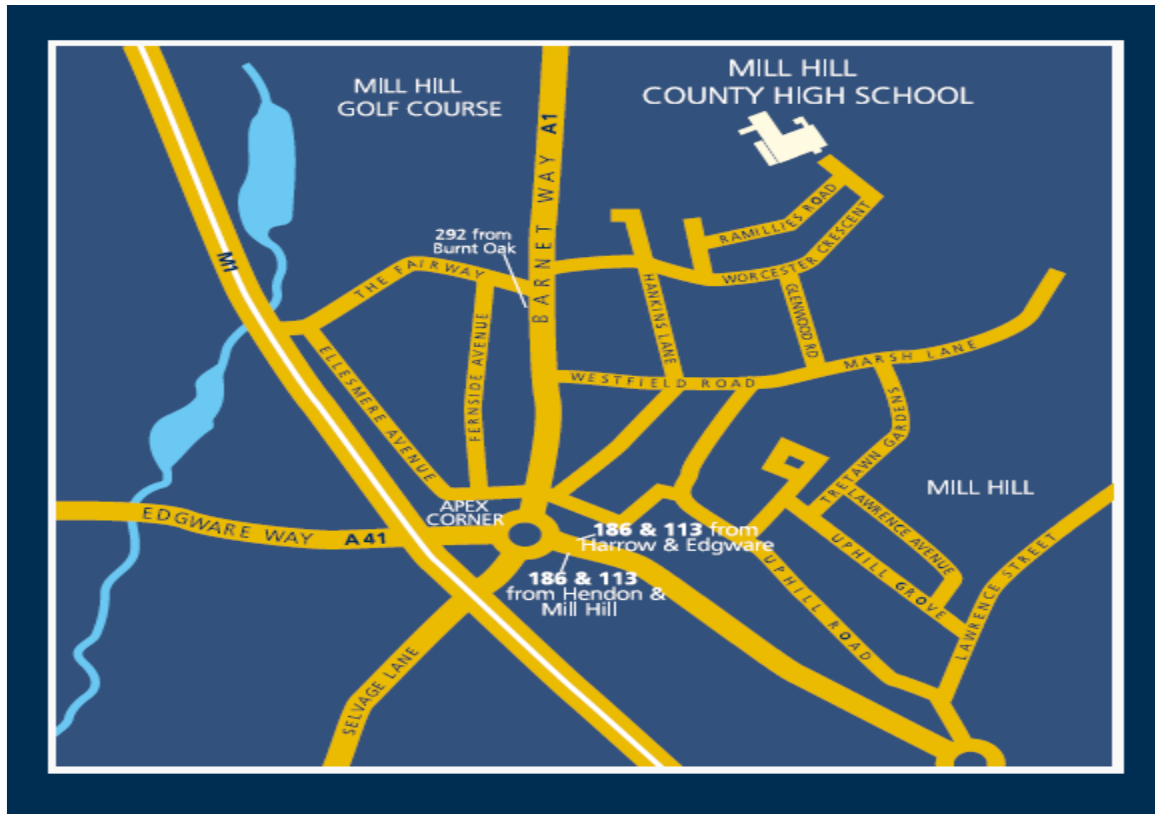 MILL HILL
GOLF COURSE
MILL HILL
COUNTY HIGH SCHOOL
BARNET WAY A1
M1
292 from
Burnt Oak
THE FAIRWAY
RAMILLIES ROAD
WORCESTER CRESCENT
HANKINS LANE
GLENWOOD RD
ELLESMERE AVENUE
FERNSIDE AVENUE
WESTFIELD ROAD
MARSH LANE
TRETAWN GARDENS
MILL HILL
LAWRENCE AVENUE
APEX
CORNER
EDGWARE WAY A41
186 & 113 from
Harrow & Edgware
186 & 113
from Hendon &
Mill Hill
UPHILL GROVE
UPHILL ROAD
LAWRENCE STREET
SELVAGE LANE